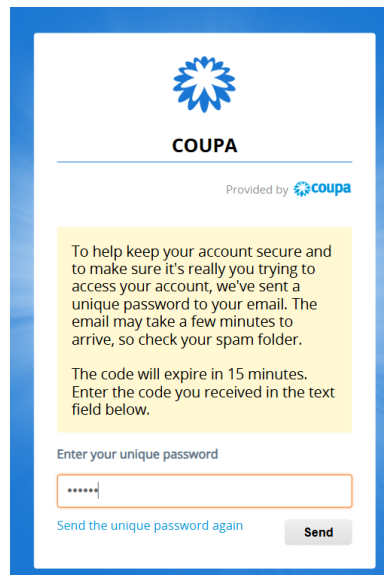 COUPA
Provided by coupa
To help keep your account secure and
to make sure it's really you trying to
access your account, we've sent a
unique password to your email. The
email may take a few minutes to
arrive, so check your spam folder.
The code will expire in 15 minutes.
Enter the code you received in the text
field below.
Enter your unique password
••••••
Send the unique password again
Send